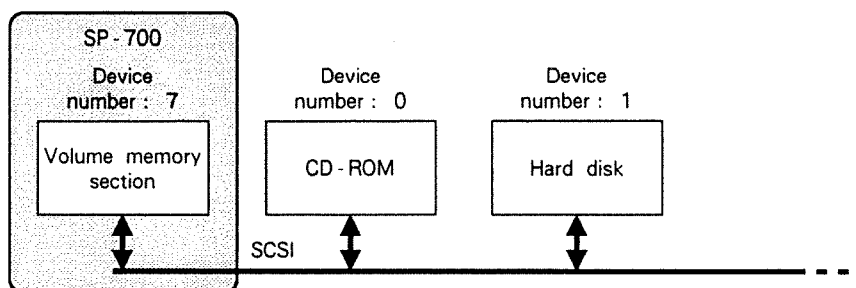 SP-700
Device
number : 7
Volume memory
section
Device
number : 0
CD-ROM
Device
number : 1
Hard disk
SCSI